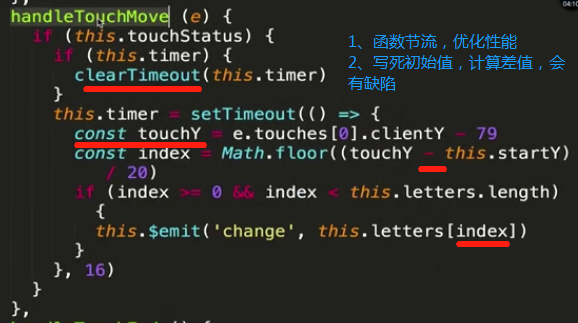 04:10
handleTouchMove (e) {
if (this.touchStatus) {
if (this.timer) {
clearTimeout(this.timer)
}
this.timer = setTimeout(() => {
const touchY = e.touches[0].clientY - 79
const index = Math.floor((touchY - this.startY)
/ 20)
if (index >= 0 && index < this.letters.length)
{
this.$emit('change', this.letters[index])
}
}, 16)
}
},
1、函数节流，优化性能
2、写死初始值，计算差值，会
有缺陷